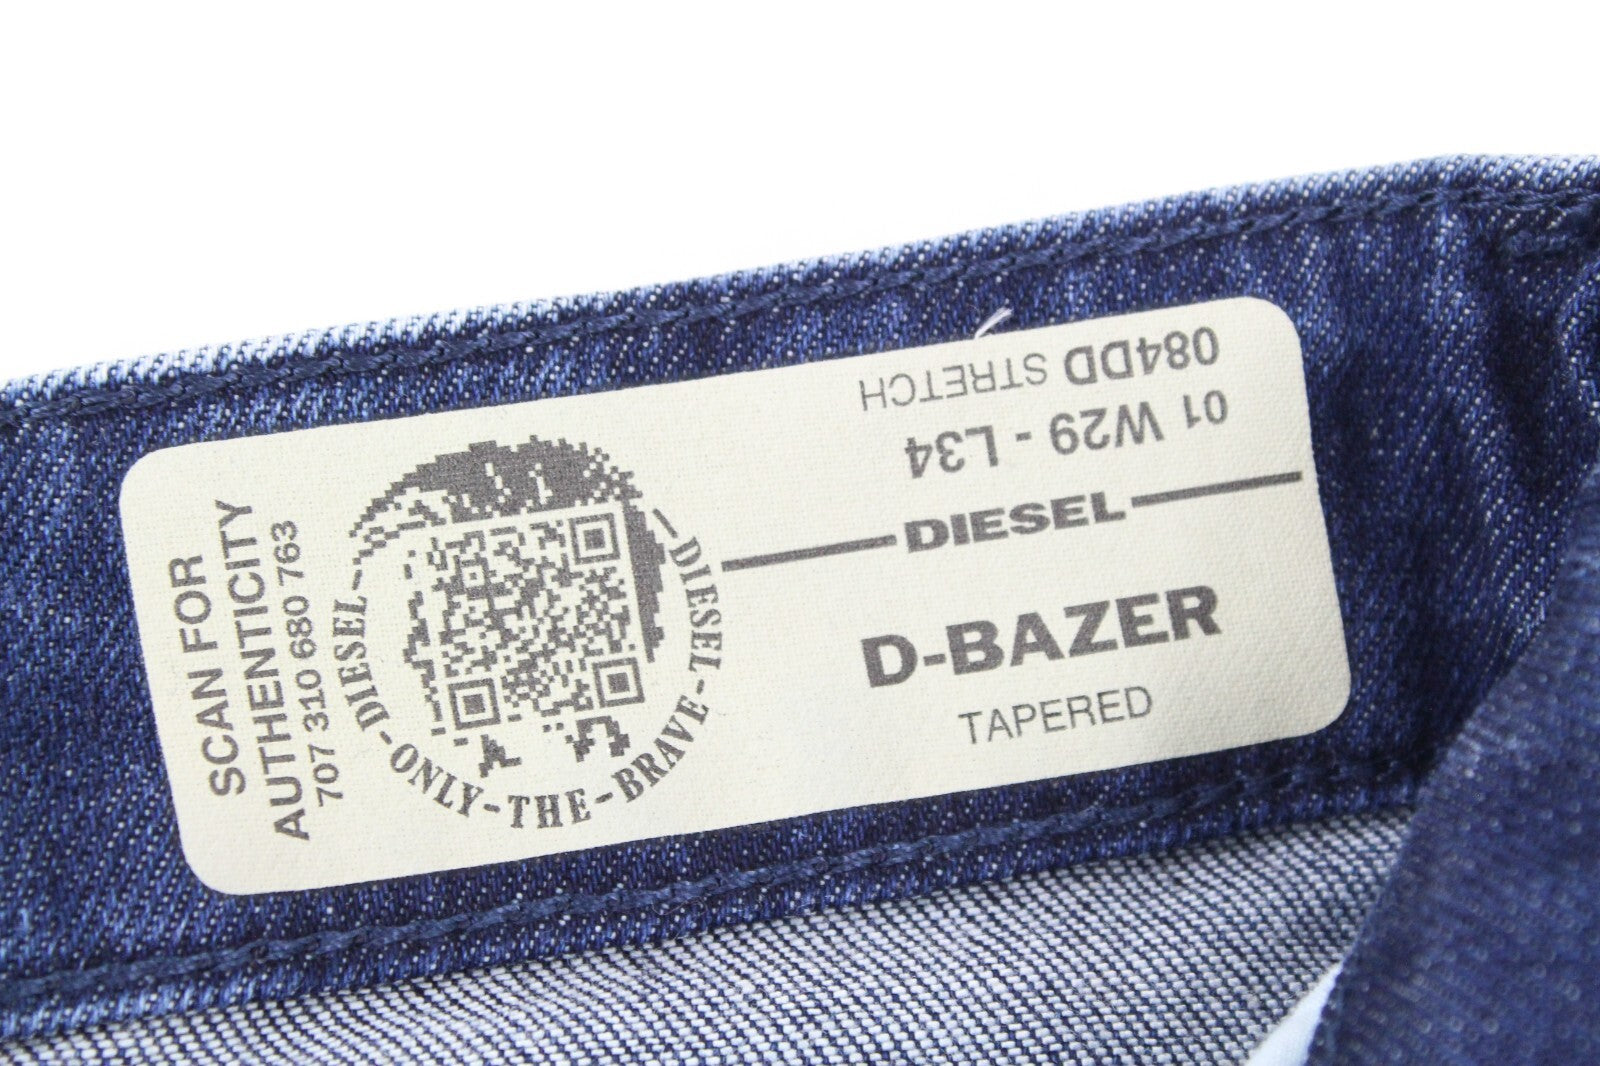 SCAN FOR
AUTHENTICITY
707 310 680 763
DIESEL-ONLY-THE-BRAVE-DIESEL
084DD STRETCH
01 W29 - L34
DIESEL
D-BAZER
TAPERED